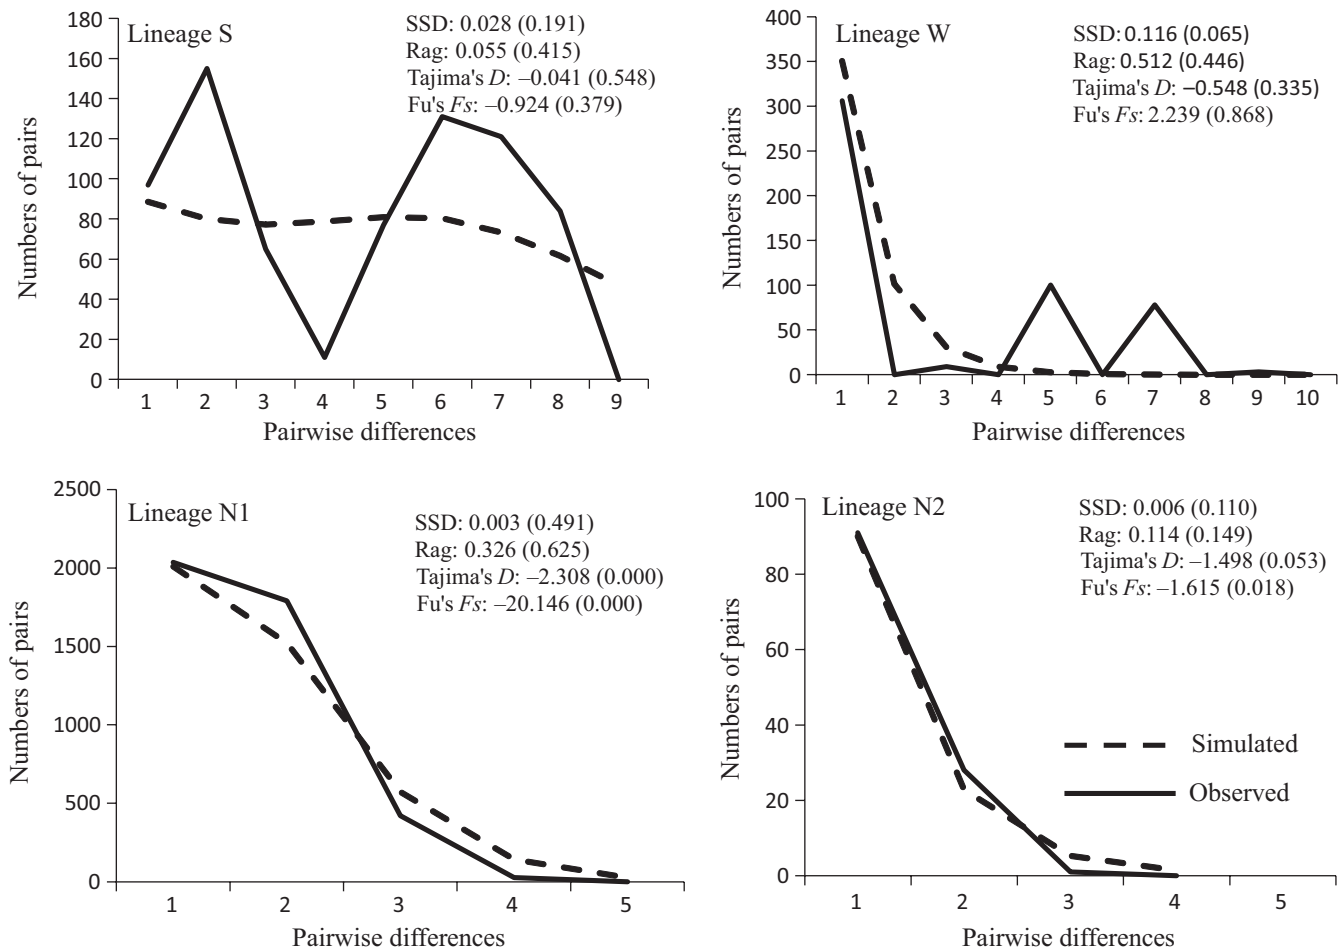 Lineage S
SSD: 0.028 (0.191)
Rag: 0.055 (0.415)
Tajima's D: –0.041 (0.548)
Fu's Fs: –0.924 (0.379)
180
160
140
120
100
80
60
40
20
0
Numbers of pairs
1 2 3 4 5 6 7 8 9
Pairwise differences
Lineage W
SSD: 0.116 (0.065)
Rag: 0.512 (0.446)
Tajima's D: –0.548 (0.335)
Fu's Fs: 2.239 (0.868)
400
350
300
250
200
150
100
50
0
Numbers of pairs
1 2 3 4 5 6 7 8 9 10
Pairwise differences
Lineage N1
SSD: 0.003 (0.491)
Rag: 0.326 (0.625)
Tajima's D: –2.308 (0.000)
Fu's Fs: –20.146 (0.000)
2500
2000
1500
1000
500
0
Numbers of pairs
1 2 3 4 5
Pairwise differences
Lineage N2
SSD: 0.006 (0.110)
Rag: 0.114 (0.149)
Tajima's D: –1.498 (0.053)
Fu's Fs: –1.615 (0.018)
100
80
60
40
20
0
Numbers of pairs
Simulated
Observed
1 2 3 4 5
Pairwise differences